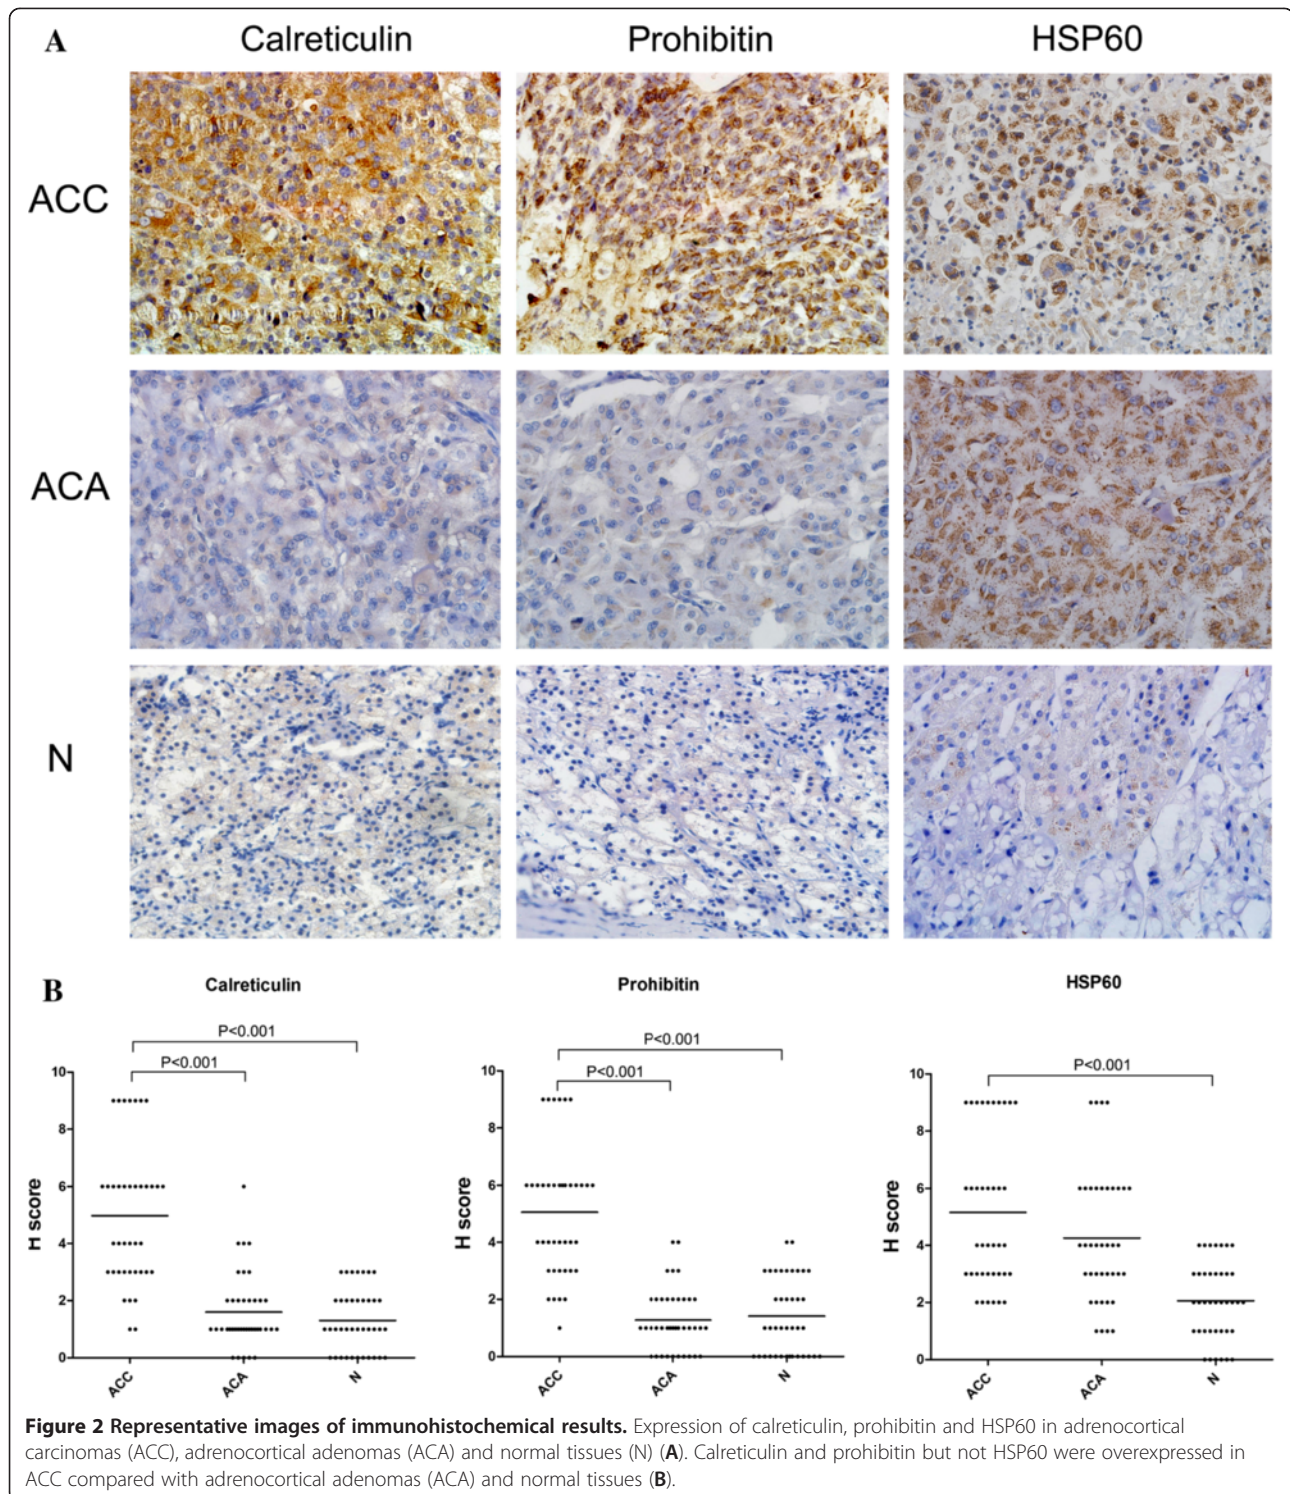 A
Calreticulin Prohibitin HSP60
ACC
ACA
N
B
Calreticulin
P<0.001
P<0.001
10
8
6
4
2
0
H score
ACC ACA N
Prohibitin
P<0.001
P<0.001
10
8
6
4
2
0
H score
ACC ACA N
HSP60
P<0.001
10
8
6
4
2
0
H score
ACC ACA N
Figure 2 Representative images of immunohistochemical results. Expression of calreticulin, prohibitin and HSP60 in adrenocortical
carcinomas (ACC), adrenocortical adenomas (ACA) and normal tissues (N) (A). Calreticulin and prohibitin but not HSP60 were overexpressed in
ACC compared with adrenocortical adenomas (ACA) and normal tissues (B).